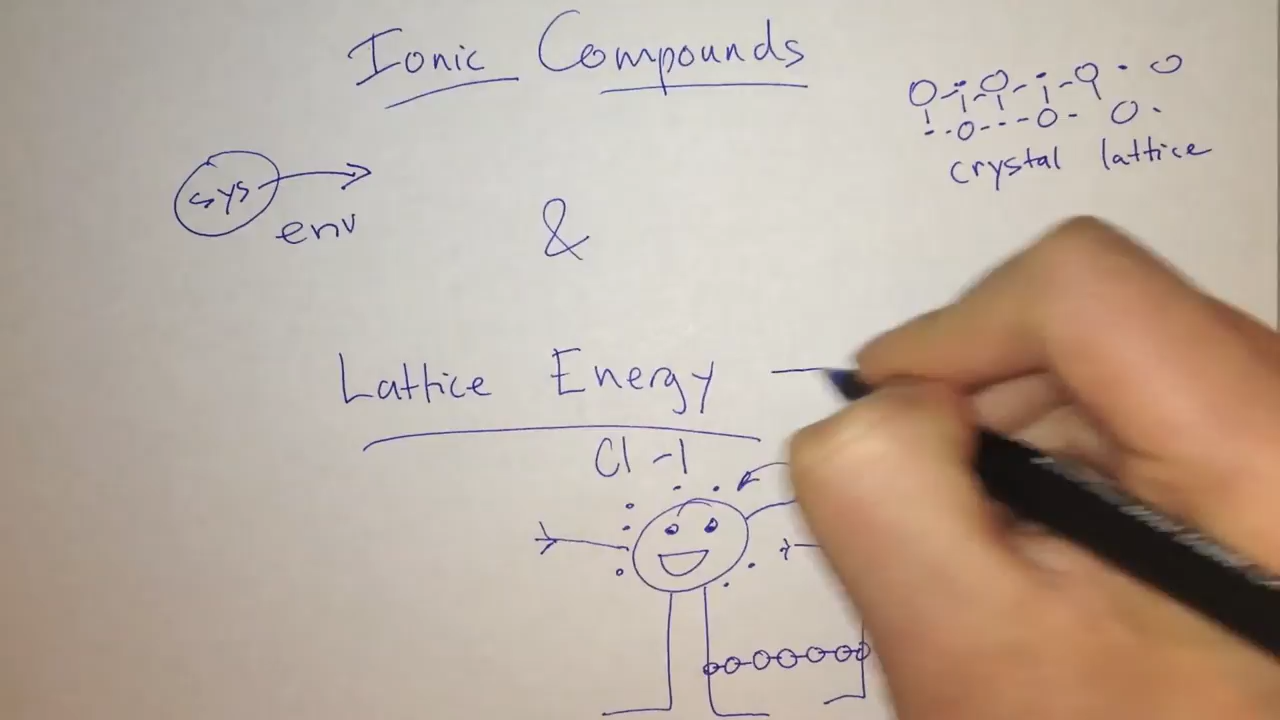 Ionic Compounds
crystal lattice
sys
env
&
Lattice Energy
Cl -1